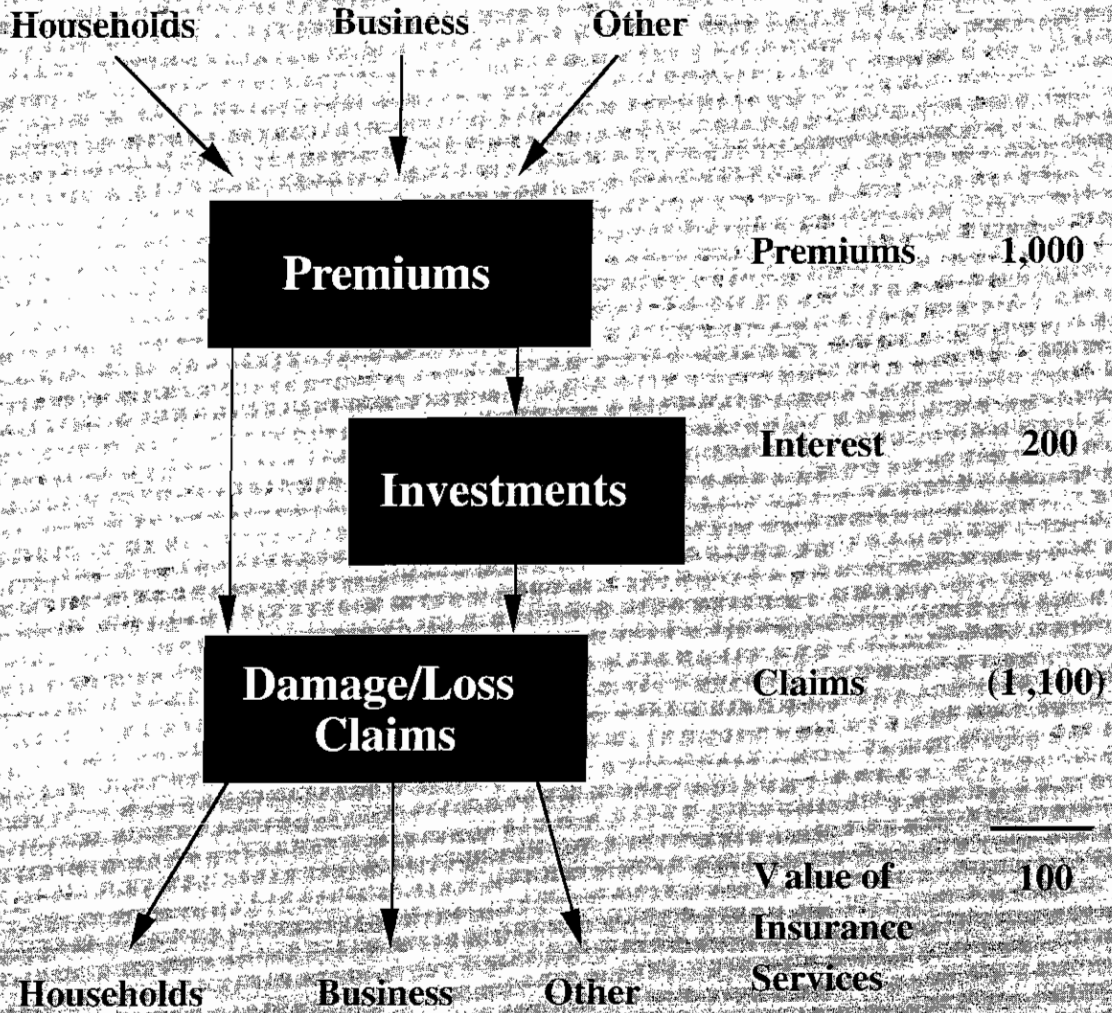 Households Business Other
Premiums
Premiums 1,000
Investments
Interest 200
Damage/Loss
Claims
Claims (1,100)
Value of 100
Insurance
Services
Households Business Other